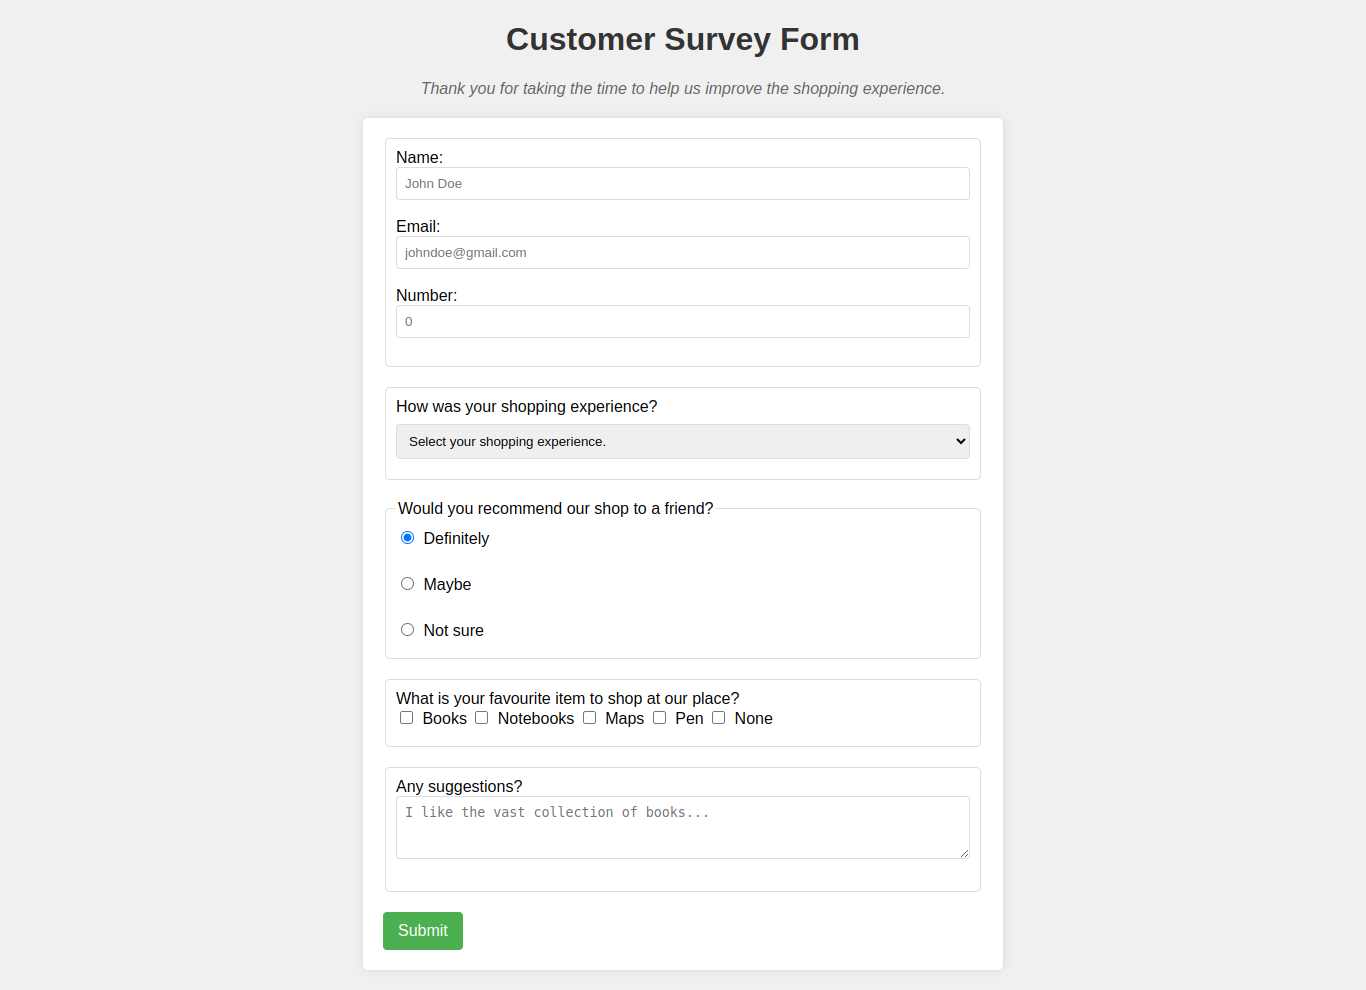 Customer Survey Form
Thank you for taking the time to help us improve the shopping experience.
Name:
John Doe
Email:
johndoe@gmail.com
Number:
0
How was your shopping experience?
Select your shopping experience.
Would you recommend our shop to a friend?
Definitely
Maybe
Not sure
What is your favourite item to shop at our place?
Books Notebooks Maps Pen None
Any suggestions?
I like the vast collection of books...
Submit